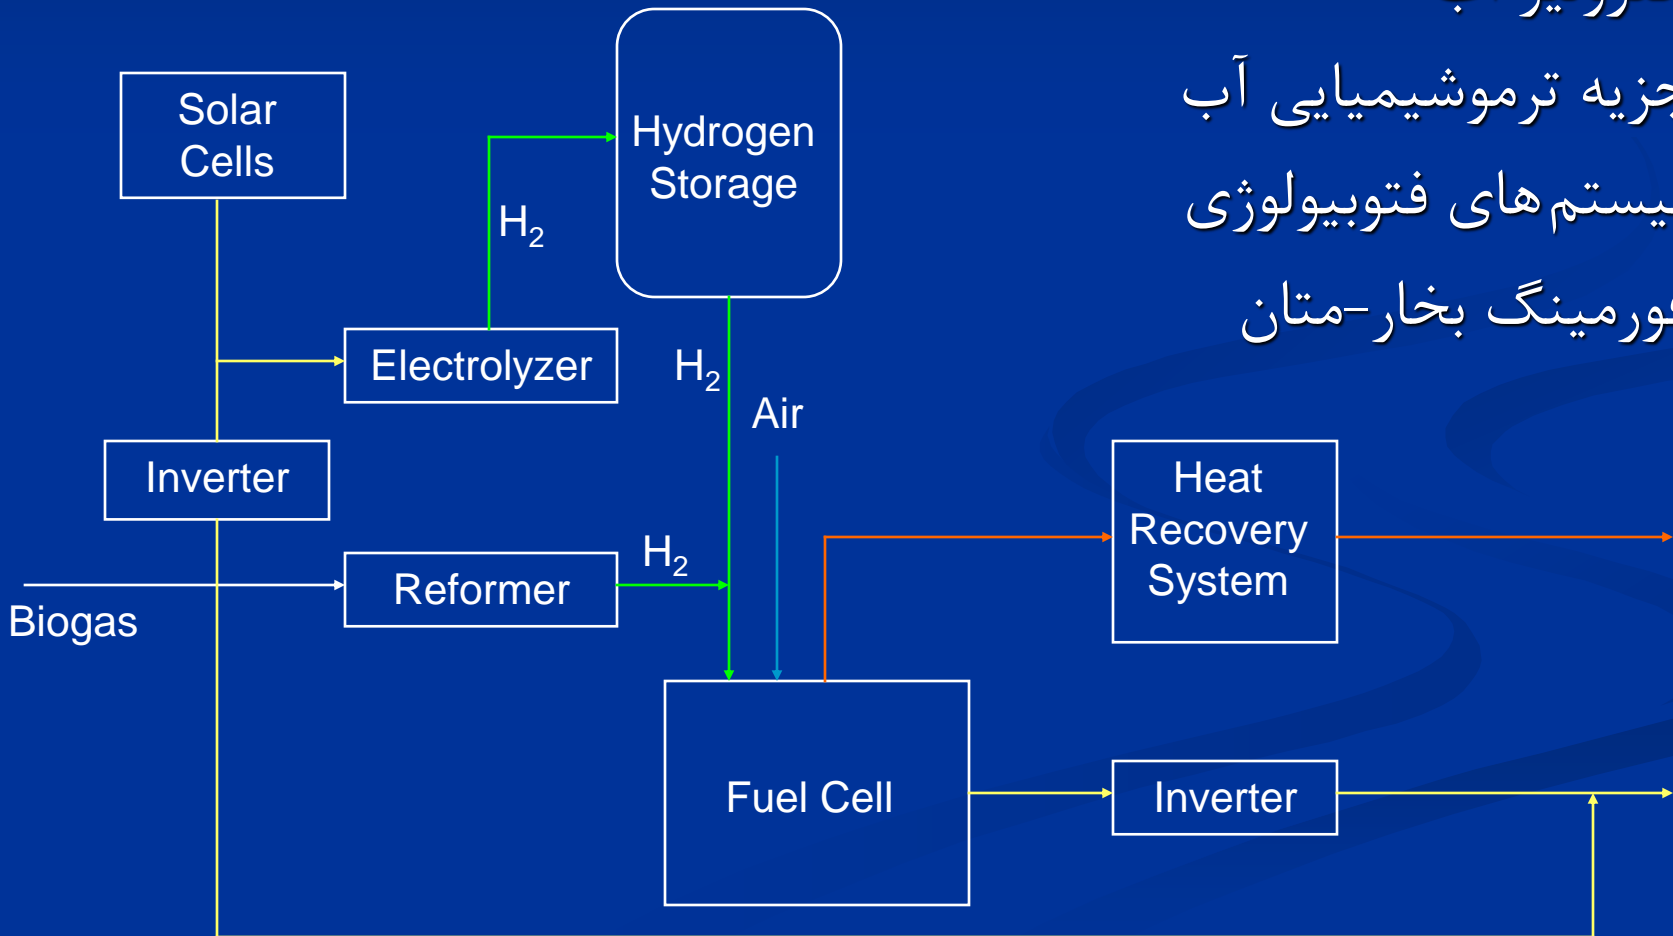 آب
ترموشیمیایی آب
فتوبیولوژی
بخار-متان
Solar
Cells
Hydrogen
Storage
H₂
Electrolyzer
H₂
Air
Inverter
Heat
Recovery
System
H₂
Reformer
Biogas
Fuel Cell
Inverter